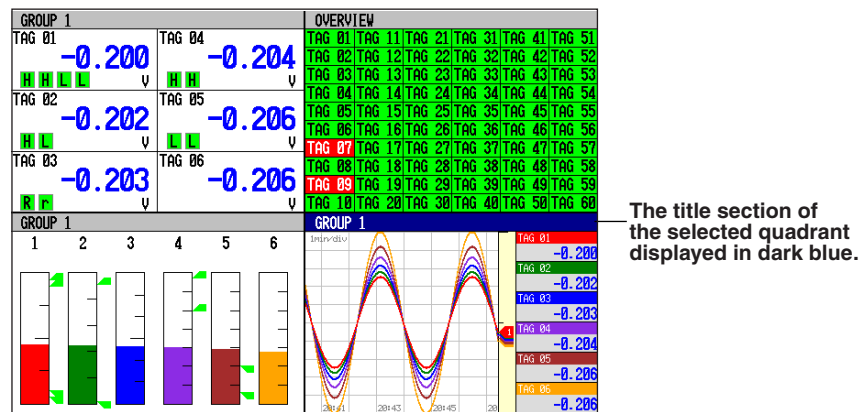 GROUP 1
TAG 01
-0.200
H H L L
V
TAG 04
-0.204
H H
V
TAG 02
-0.202
H L
V
TAG 05
-0.206
L L
V
TAG 03
-0.203
R r
V
TAG 06
-0.206
V
OVERVIEW
TAG 01 TAG 11 TAG 21 TAG 31 TAG 41 TAG 51
TAG 02 TAG 12 TAG 22 TAG 32 TAG 42 TAG 52
TAG 03 TAG 13 TAG 23 TAG 33 TAG 43 TAG 53
TAG 04 TAG 14 TAG 24 TAG 34 TAG 44 TAG 54
TAG 05 TAG 15 TAG 25 TAG 35 TAG 45 TAG 55
TAG 06 TAG 16 TAG 26 TAG 36 TAG 46 TAG 56
TAG 07 TAG 17 TAG 27 TAG 37 TAG 47 TAG 57
TAG 08 TAG 18 TAG 28 TAG 38 TAG 48 TAG 58
TAG 09 TAG 19 TAG 29 TAG 39 TAG 49 TAG 59
TAG 10 TAG 20 TAG 30 TAG 40 TAG 50 TAG 60
GROUP 1
1 2 3 4 5 6
GROUP 1
1min/div
20:41 20:43 20:45 20
1
TAG 01
-0.200
TAG 02
-0.202
TAG 03
-0.203
TAG 04
-0.204
TAG 05
-0.206
TAG 06
-0.206
The title section of
the selected quadrant
displayed in dark blue.